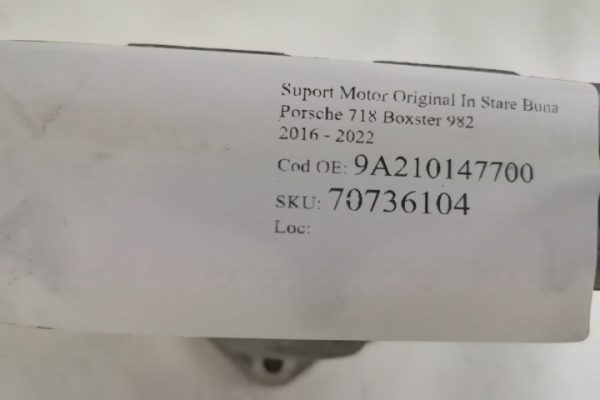 Suport Motor Original In Stare Buna
Porsche 718 Boxster 982
2016 - 2022
Cod OE: 9A210147700
SKU: 70736104
Loc: